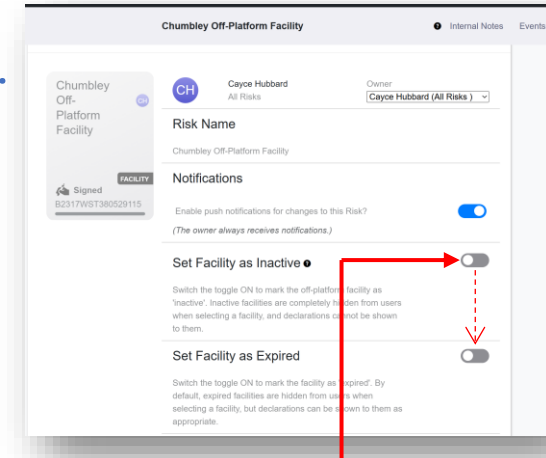 Chumbley Off-Platform Facility
Internal Notes
Events
Chumbley
Off-
Platform
Facility
CH
FACILITY
Signed
B2317WST380529115
CH
Cayce Hubbard
All Risks
Owner
Cayce Hubbard (All Risks )
Risk Name
Chumbley Off-Platform Facility
Notifications
Enable push notifications for changes to this Risk?
(The owner always receives notifications.)
Set Facility as Inactive
Switch the toggle ON to mark the off-platform facility as
'inactive'. Inactive facilities are completely hidden from users
when selecting a facility, and declarations cannot be shown
to them.
Set Facility as Expired
Switch the toggle ON to mark the facility as 'expired'. By
default, expired facilities are hidden from users when
selecting a facility, but declarations can be shown to them as
appropriate.